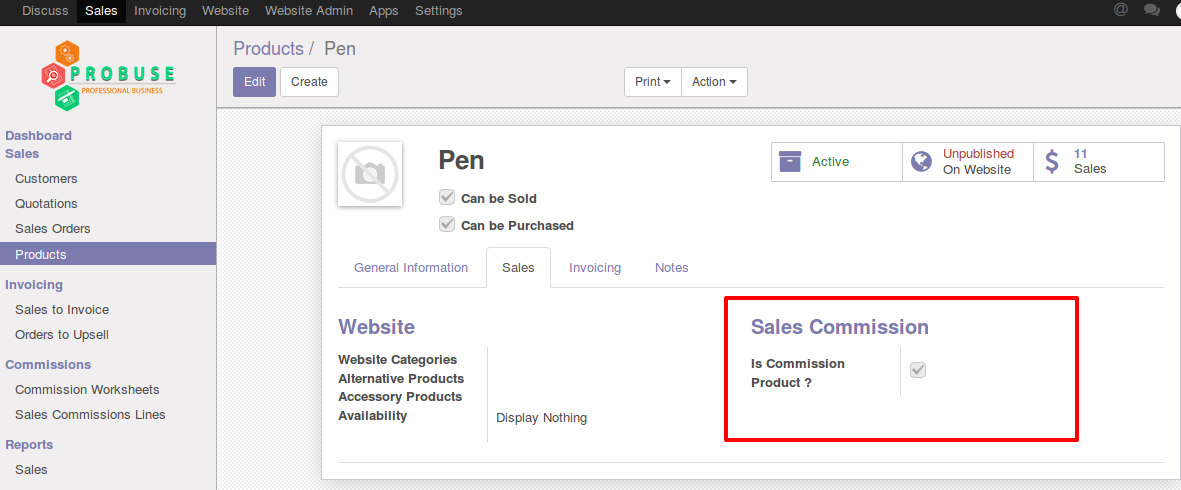 Discuss Sales Invoicing Website Website Admin Apps Settings @
PROBUSE
PROFESSIONAL BUSINESS
Dashboard
Sales
Customers
Quotations
Sales Orders
Products
Invoicing
Sales to Invoice
Orders to Upsell
Commissions
Commission Worksheets
Sales Commissions Lines
Reports
Sales
Products / Pen
Edit Create Print Action
Pen
Can be Sold
Can be Purchased
Active
Unpublished
On Website
$ 11
Sales
General Information Sales Invoicing Notes
Website
Website Categories
Alternative Products
Accessory Products
Availability Display Nothing
Sales Commission
Is Commission
Product ?